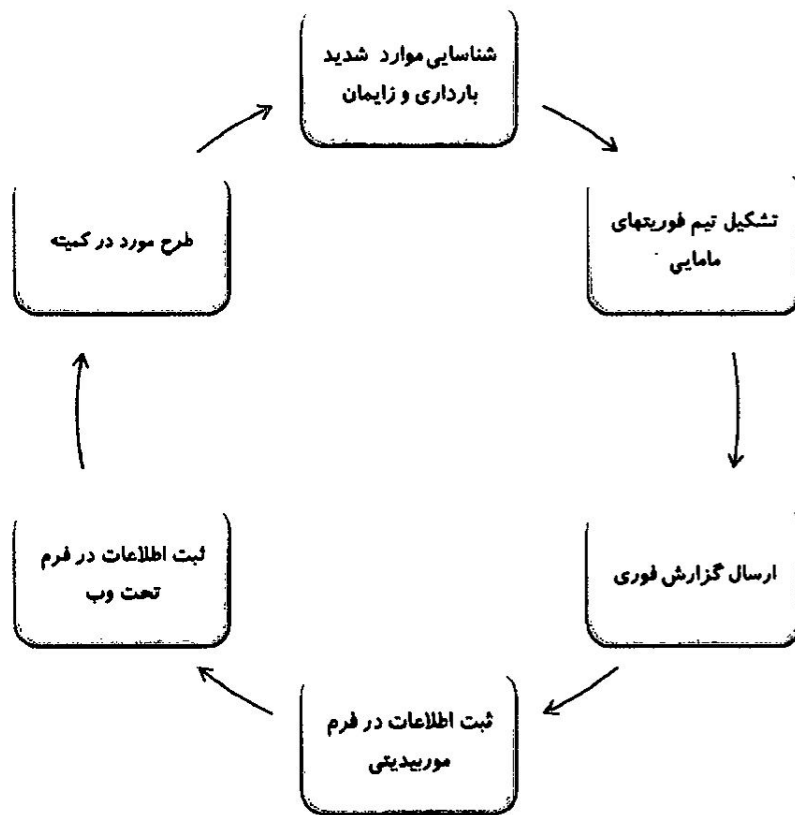 شناسایی موارد شدید
بارداری و زایمان
تشکیل تیم فوریتهای
مامایی
ارسال گزارش فوری
ثبت اطلاعات در فرم
موربیدیتی
ثبت اطلاعات در فرم
تحت وب
طرح مورد در کمیته